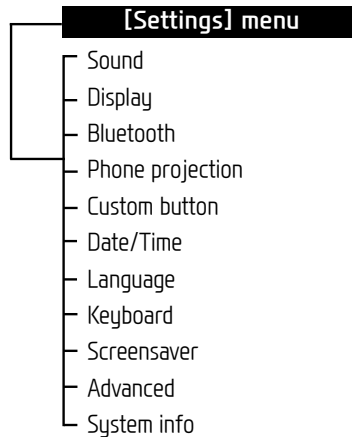 [Settings] menu
Sound
Display
Bluetooth
Phone projection
Custom button
Date/Time
Language
Keyboard
Screensaver
Advanced
System info